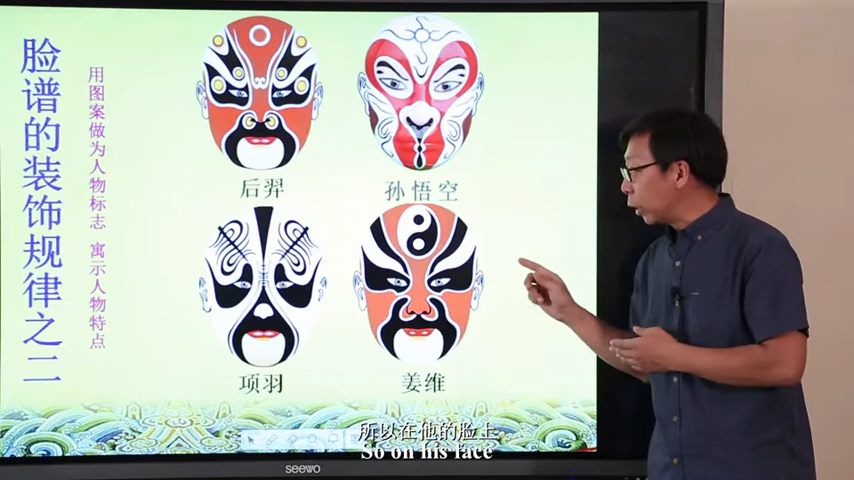 脸谱的装饰规律之二
用图案做为人物标志 寓示人物特点
后羿
孙悟空
项羽
姜维
所以在他的脸上
So on his face
seewo